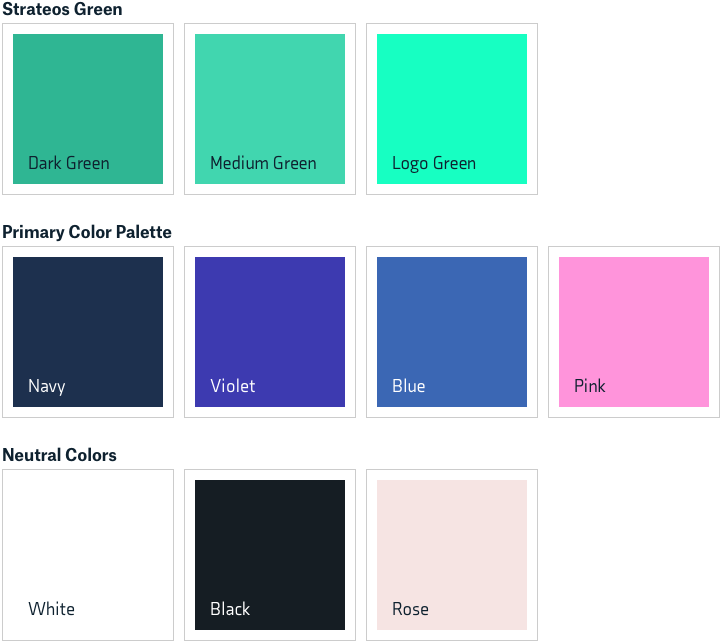 Strateos Green
Dark Green
Medium Green
Logo Green
Primary Color Palette
Navy
Violet
Blue
Pink
Neutral Colors
White
Black
Rose